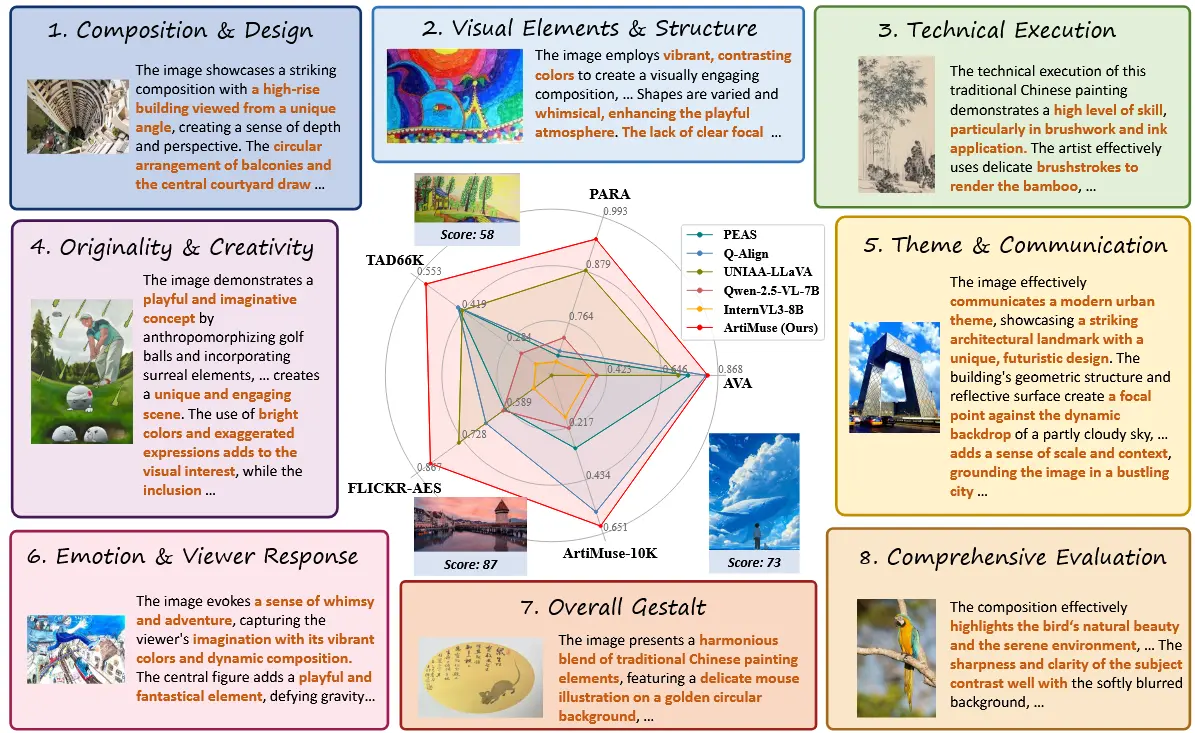 1. Composition & Design
The image showcases a striking
composition with a high-rise
building viewed from a unique
angle, creating a sense of depth
and perspective. The circular
arrangement of balconies and
the central courtyard draw ...
2. Visual Elements & Structure
The image employs vibrant, contrasting
colors to create a visually engaging
composition, ... Shapes are varied and
whimsical, enhancing the playful
atmosphere. The lack of clear focal ...
3. Technical Execution
The technical execution of this
traditional Chinese painting
demonstrates a high level of skill,
particularly in brushwork and ink
application. The artist effectively
uses delicate brushstrokes to
render the bamboo, ...
4. Originality & Creativity
The image demonstrates a
playful and imaginative
concept by
anthropomorphizing golf
balls and incorporating
surreal elements, ... creates
a unique and engaging
scene. The use of bright
colors and exaggerated
expressions adds to the
visual interest, while the
inclusion ...
Score: 58
PARA
0.993
TAD66K
0.553
0.879
0.419
0.764
0.284
0.425
0.646
0.868
AVA
0.589
0.217
0.728
0.434
0.867
FLICKR-AES
0.651
ArtiMuse-10K
PEAS
Q-Align
UNIAA-LLaVA
Qwen-2.5-VL-7B
InternVL3-8B
ArtiMuse (Ours)
Score: 87
Score: 73
5. Theme & Communication
The image effectively
communicates a modern urban
theme, showcasing a striking
architectural landmark with a
unique, futuristic design. The
building's geometric structure and
reflective surface create a focal
point against the dynamic
backdrop of a partly cloudy sky, ...
adds a sense of scale and context,
grounding the image in a bustling
city ...
6. Emotion & Viewer Response
The image evokes a sense of whimsy
and adventure, capturing the
viewer's imagination with its vibrant
colors and dynamic composition.
The central figure adds a playful and
fantastical element, defying gravity...
7. Overall Gestalt
The image presents a harmonious
blend of traditional Chinese painting
elements, featuring a delicate mouse
illustration on a golden circular
background, ...
8. Comprehensive Evaluation
The composition effectively
highlights the bird‘s natural beauty
and the serene environment, ... The
sharpness and clarity of the subject
contrast well with the softly blurred
background, ...